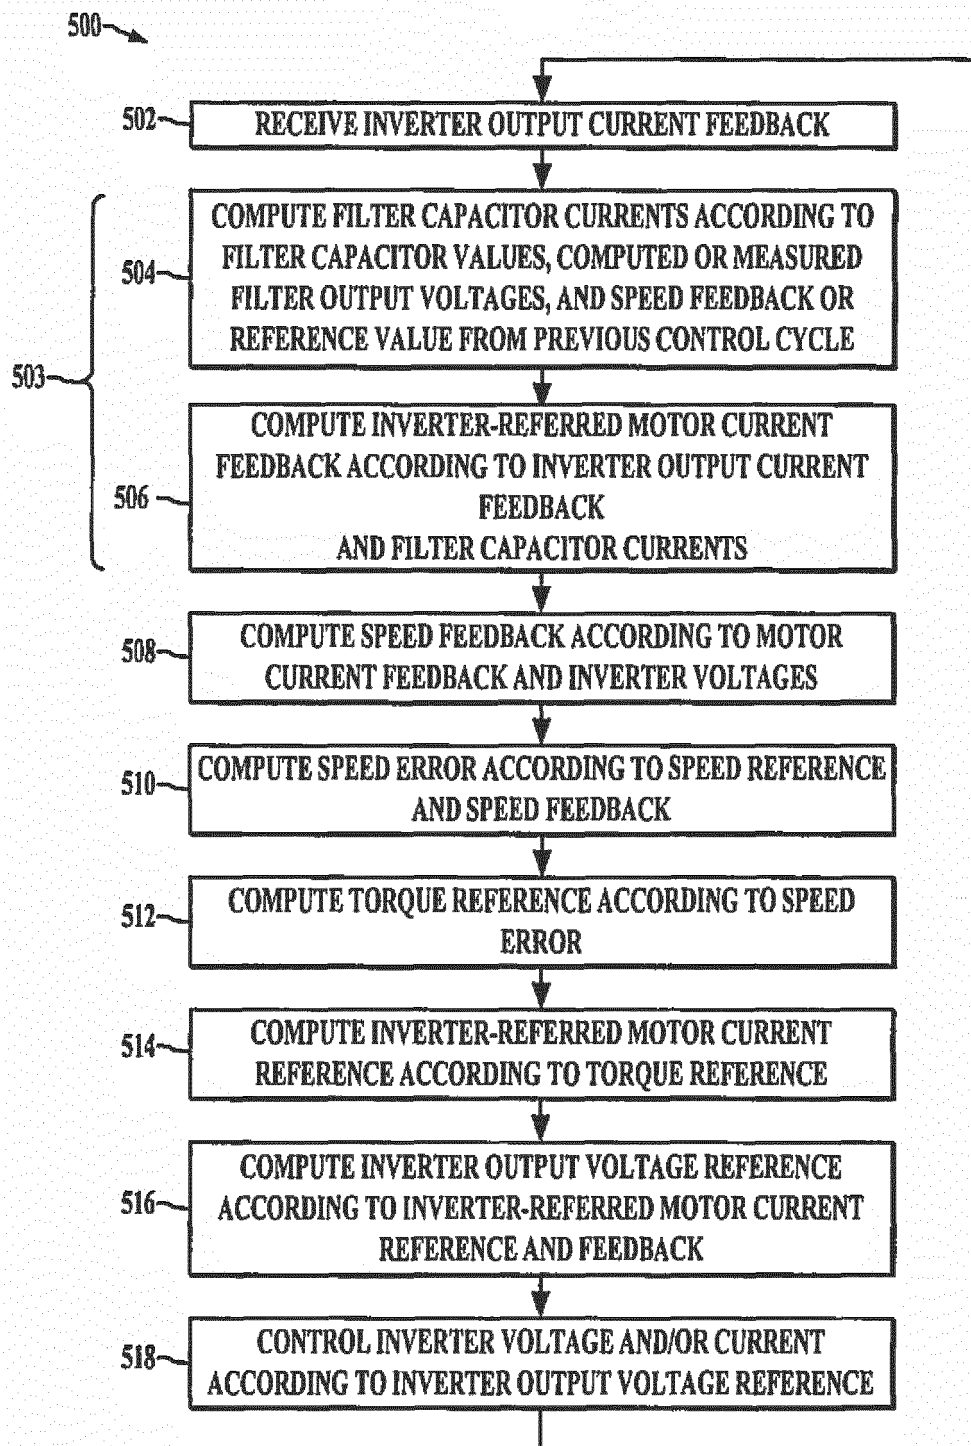 500
502
RECEIVE INVERTER OUTPUT CURRENT FEEDBACK
503
504
COMPUTE FILTER CAPACITOR CURRENTS ACCORDING TO
FILTER CAPACITOR VALUES, COMPUTED OR MEASURED
FILTER OUTPUT VOLTAGES, AND SPEED FEEDBACK OR
REFERENCE VALUE FROM PREVIOUS CONTROL CYCLE
506
COMPUTE INVERTER-REFERRED MOTOR CURRENT
FEEDBACK ACCORDING TO INVERTER OUTPUT CURRENT
FEEDBACK
AND FILTER CAPACITOR CURRENTS
508
COMPUTE SPEED FEEDBACK ACCORDING TO MOTOR
CURRENT FEEDBACK AND INVERTER VOLTAGES
510
COMPUTE SPEED ERROR ACCORDING TO SPEED REFERENCE
AND SPEED FEEDBACK
512
COMPUTE TORQUE REFERENCE ACCORDING TO SPEED
ERROR
514
COMPUTE INVERTER-REFERRED MOTOR CURRENT
REFERENCE ACCORDING TO TORQUE REFERENCE
516
COMPUTE INVERTER OUTPUT VOLTAGE REFERENCE
ACCORDING TO INVERTER-REFERRED MOTOR CURRENT
REFERENCE AND FEEDBACK
518
CONTROL INVERTER VOLTAGE AND/OR CURRENT
ACCORDING TO INVERTER OUTPUT VOLTAGE REFERENCE